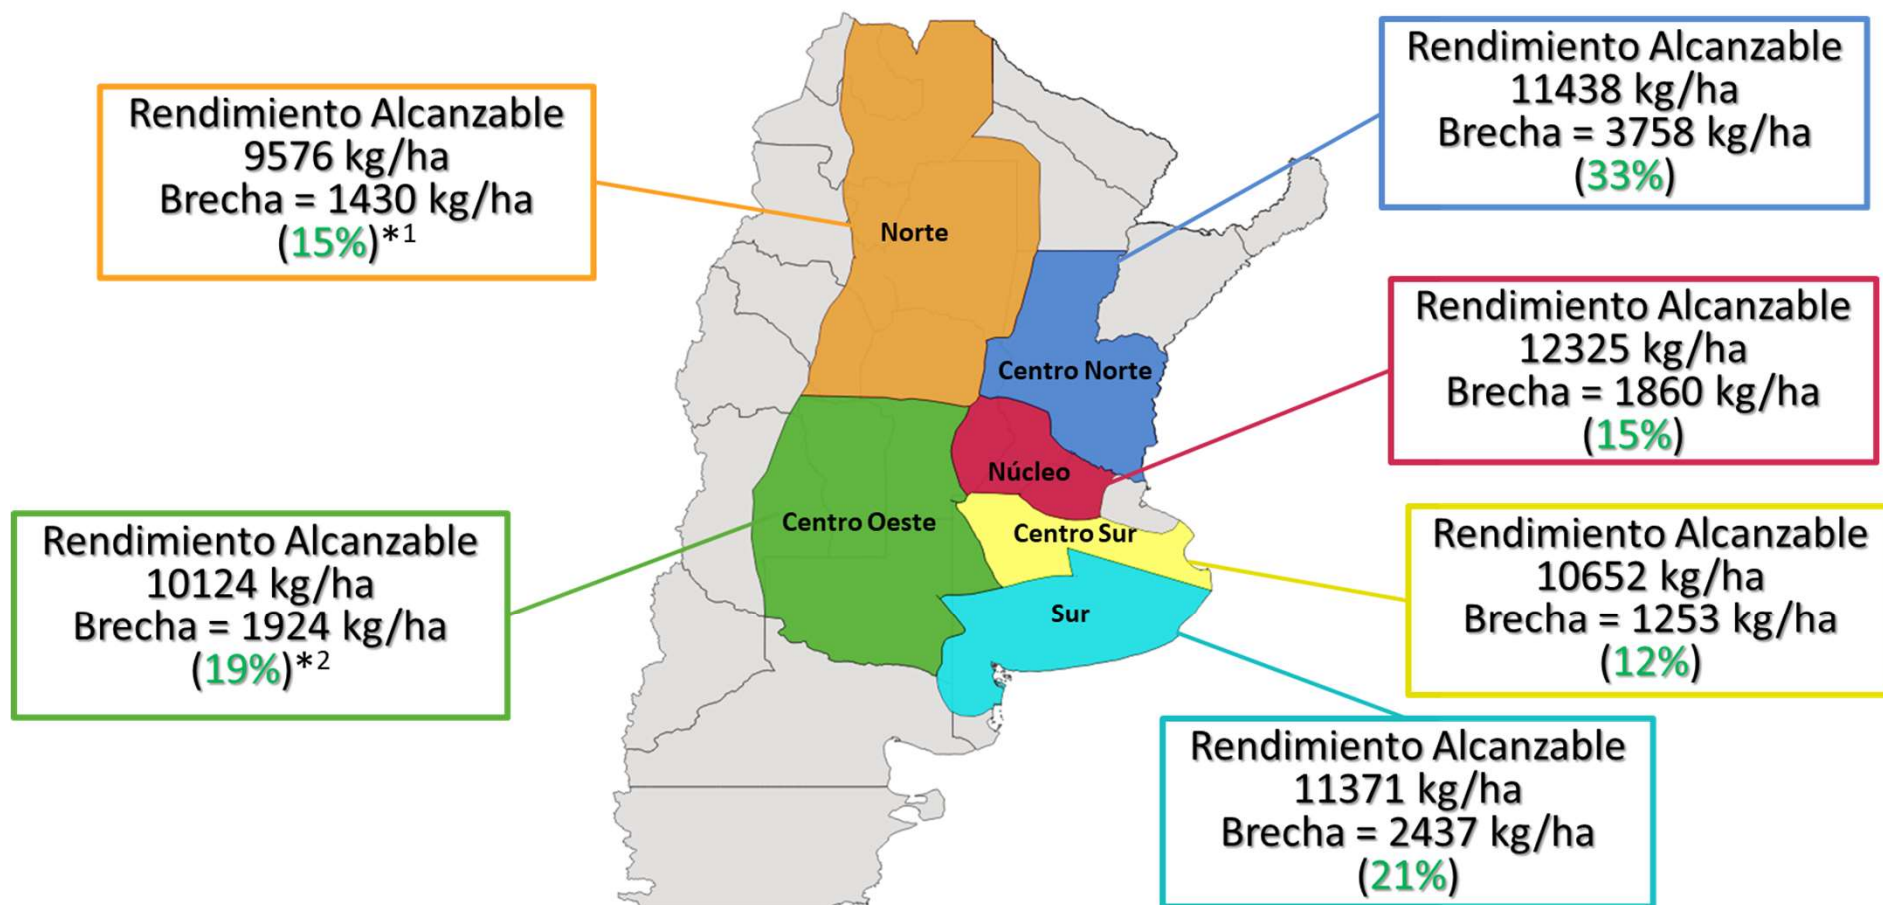 Rendimiento Alcanzable
9576 kg/ha
Brecha = 1430 kg/ha
(15%)*1
Rendimiento Alcanzable
11438 kg/ha
Brecha = 3758 kg/ha
(33%)
Norte
Rendimiento Alcanzable
12325 kg/ha
Brecha = 1860 kg/ha
(15%)
Centro Norte
Núcleo
Centro Oeste
Centro Sur
Sur
Rendimiento Alcanzable
10124 kg/ha
Brecha = 1924 kg/ha
(19%)*2
Rendimiento Alcanzable
10652 kg/ha
Brecha = 1253 kg/ha
(12%)
Rendimiento Alcanzable
11371 kg/ha
Brecha = 2437 kg/ha
(21%)